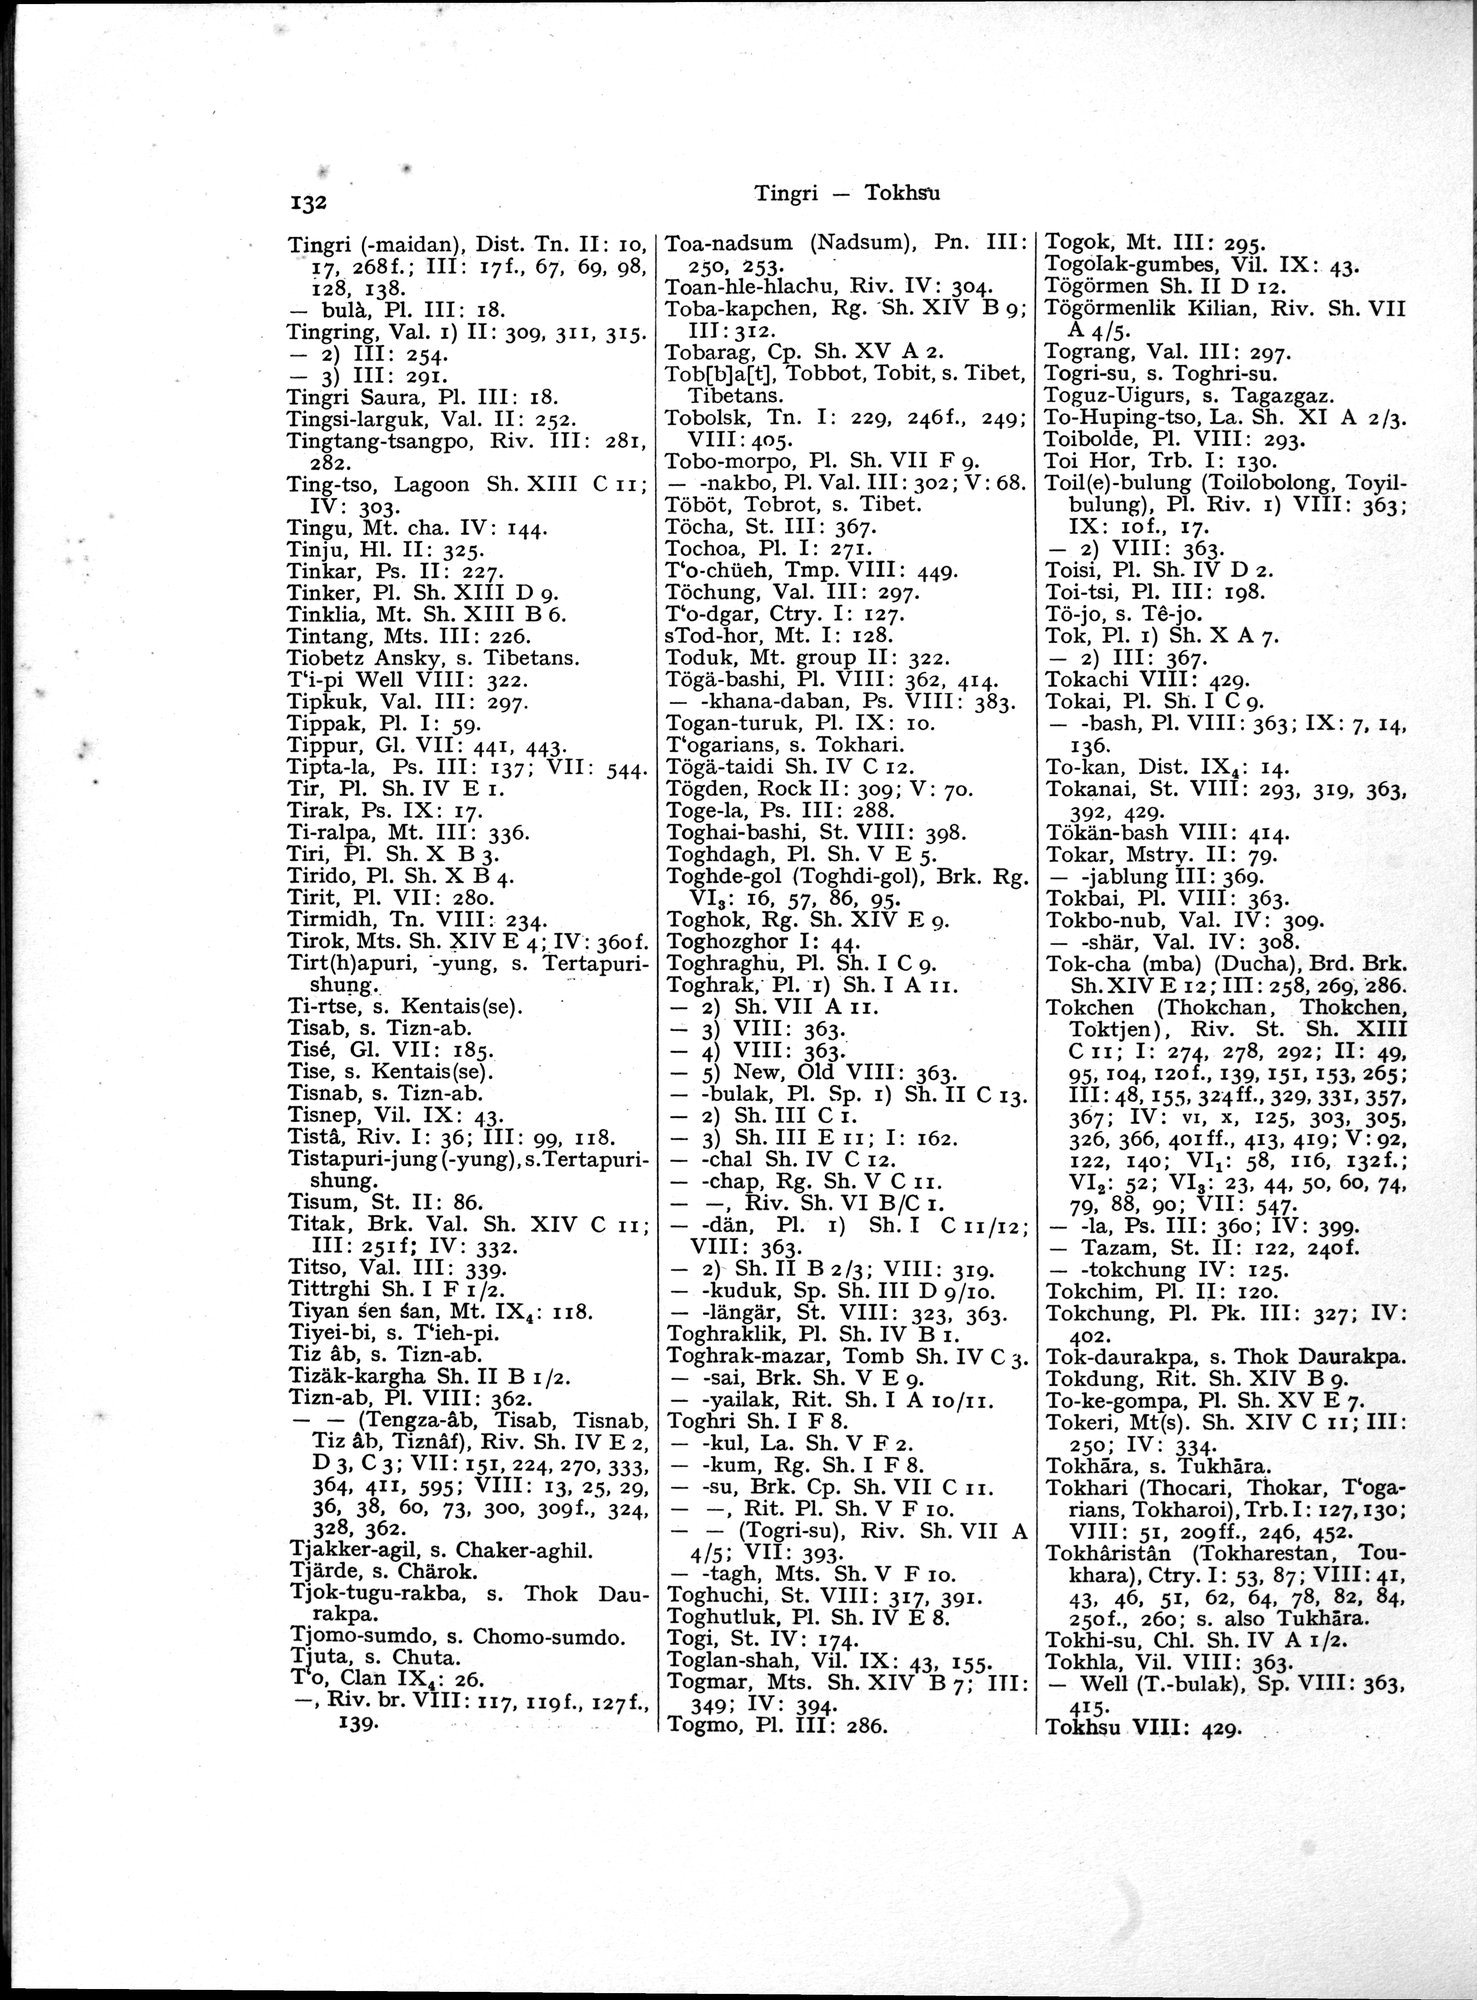 132
Tingri — Tokhsu
Tingri (-maidan), Dist. Tn. II: 10,
17, 268f.; III: 17f., 67, 69, 98,
128, 138.
— bulà, Pl. III: 18.
Tingring, Val. 1) II: 309, 311, 315.
— 2) III: 254.
— 3) III: 291.
Tingri Saura, Pl. III: 18.
Tingsi-larguk, Val. II: 252.
Tingtang-tsangpo, Riv. III: 281,
282.
Ting-tso, Lagoon Sh. XIII C 11;
IV: 303.
Tingu, Mt. cha. IV: 144.
Tinju, Hl. II: 325.
Tinkar, Ps. II: 227.
Tinker, Pl. Sh. XIII D 9.
Tinklia, Mt. Sh. XIII B 6.
Tintang, Mts. III: 226.
Tiobetz Ansky, s. Tibetans.
Tʻi-pi Well VIII: 322.
Tipkuk, Val. III: 297.
Tippak, Pl. I: 59.
Tippur, Gl. VII: 441, 443.
Tipta-la, Ps. III: 137; VII: 544.
Tir, Pl. Sh. IV E 1.
Tirak, Ps. IX: 17.
Ti-ralpa, Mt. III: 336.
Tiri, Pl. Sh. X B 3.
Tirido, Pl. Sh. X B 4.
Tirit, Pl. VII: 280.
Tirmidh, Tn. VIII: 234.
Tirok, Mts. Sh. XIV E 4; IV: 360f.
Tirt(h)apuri, -yung, s. Tertapuri-
shung.
Ti-rtse, s. Kentais(se).
Tisab, s. Tizn-ab.
Tisé, Gl. VII: 185.
Tise, s. Kentais(se).
Tisnab, s. Tizn-ab.
Tisnep, Vil. IX: 43.
Tistâ, Riv. I: 36; III: 99, 118.
Tistapuri-jung (-yung), s. Tertapuri-
shung.
Tisum, St. II: 86.
Titak, Brk. Val. Sh. XIV C 11;
III: 251f; IV: 332.
Titso, Val. III: 339.
Tittrghi Sh. I F 1/2.
Tiyan śen śan, Mt. IX₄: 118.
Tiyei-bi, s. Tʻieh-pi.
Tiz âb, s. Tizn-ab.
Tizäk-kargha Sh. II B 1/2.
Tizn-ab, Pl. VIII: 362.
— — (Tengza-âb, Tisab, Tisnab,
Tiz âb, Tiznâf), Riv. Sh. IV E 2,
D 3, C 3; VII: 151, 224, 270, 333,
364, 411, 595; VIII: 13, 25, 29,
36, 38, 60, 73, 300, 309f., 324,
328, 362.
Tjakker-agil, s. Chaker-aghil.
Tjärde, s. Chärok.
Tjok-tugu-rakba, s. Thok Dau-
rakpa.
Tjomo-sumdo, s. Chomo-sumdo.
Tjuta, s. Chuta.
Tʻo, Clan IX₄: 26.
—, Riv. br. VIII: 117, 119f., 127f.,
139.
Toa-nadsum (Nadsum), Pn. III:
250, 253.
Toan-hle-hlachu, Riv. IV: 304.
Toba-kapchen, Rg. Sh. XIV B 9;
III: 312.
Tobarag, Cp. Sh. XV A 2.
Tob[b]a[t], Tobbot, Tobit, s. Tibet,
Tibetans.
Tobolsk, Tn. I: 229, 246f., 249;
VIII: 405.
Tobo-morpo, Pl. Sh. VII F 9.
— -nakbo, Pl. Val. III: 302; V: 68.
Töböt, Tobrot, s. Tibet.
Töcha, St. III: 367.
Tochoa, Pl. I: 271.
Tʻo-chüeh, Tmp. VIII: 449.
Töchung, Val. III: 297.
Tʻo-dgar, Ctry. I: 127.
sTod-hor, Mt. I: 128.
Toduk, Mt. group II: 322.
Tögä-bashi, Pl. VIII: 362, 414.
— -khana-daban, Ps. VIII: 383.
Togan-turuk, Pl. IX: 10.
Tʻogarians, s. Tokhari.
Tögä-taidi Sh. IV C 12.
Tögden, Rock II: 309; V: 70.
Toge-la, Ps. III: 288.
Toghai-bashi, St. VIII: 398.
Toghdagh, Pl. Sh. V E 5.
Toghde-gol (Toghdi-gol), Brk. Rg.
VI₃: 16, 57, 86, 95.
Toghok, Rg. Sh. XIV E 9.
Toghozghor I: 44.
Toghraghu, Pl. Sh. I C 9.
Toghrak, Pl. 1) Sh. I A 11.
— 2) Sh. VII A 11.
— 3) VIII: 363.
— 4) VIII: 363.
— 5) New, Old VIII: 363.
— -bulak, Pl. Sp. 1) Sh. II C 13.
— 2) Sh. III C 1.
— 3) Sh. III E 11; I: 162.
— -chal Sh. IV C 12.
— -chap, Rg. Sh. V C 11.
— —, Riv. Sh. VI B/C 1.
— -dän, Pl. 1) Sh. I C 11/12;
VIII: 363.
— 2) Sh. II B 2/3; VIII: 319.
— -kuduk, Sp. Sh. III D 9/10.
— -längär, St. VIII: 323, 363.
Toghraklik, Pl. Sh. IV B 1.
Toghrak-mazar, Tomb Sh. IV C 3.
— -sai, Brk. Sh. V E 9.
— -yailak, Rit. Sh. I A 10/11.
Toghri Sh. I F 8.
— -kul, La. Sh. V F 2.
— -kum, Rg. Sh. I F 8.
— -su, Brk. Cp. Sh. VII C 11.
— —, Rit. Pl. Sh. V F 10.
— — (Togri-su), Riv. Sh. VII A
4/5; VII: 393.
— -tagh, Mts. Sh. V F 10.
Toghuchi, St. VIII: 317, 391.
Toghutluk, Pl. Sh. IV E 8.
Togi, St. IV: 174.
Toglan-shah, Vil. IX: 43, 155.
Togmar, Mts. Sh. XIV B 7; III:
349; IV: 394.
Togmo, Pl. III: 286.
Togok, Mt. III: 295.
Togolak-gumbes, Vil. IX: 43.
Tögörmen Sh. II D 12.
Tögörmenlik Kilian, Riv. Sh. VII
A 4/5.
Tograng, Val. III: 297.
Togri-su, s. Toghri-su.
Toguz-Uigurs, s. Tagazgaz.
To-Huping-tso, La. Sh. XI A 2/3.
Toibolde, Pl. VIII: 293.
Toi Hor, Trb. I: 130.
Toil(e)-bulung (Toilobolong, Toyil-
bulung), Pl. Riv. 1) VIII: 363;
IX: 10f., 17.
— 2) VIII: 363.
Toisi, Pl. Sh. IV D 2.
Toi-tsi, Pl. III: 198.
Tö-jo, s. Tê-jo.
Tok, Pl. 1) Sh. X A 7.
— 2) III: 367.
Tokachi VIII: 429.
Tokai, Pl. Sh. I C 9.
— -bash, Pl. VIII: 363; IX: 7, 14,
136.
To-kan, Dist. IX₄: 14.
Tokanai, St. VIII: 293, 319, 363,
392, 429.
Tökän-bash VIII: 414.
Tokar, Mstry. II: 79.
— -jablung III: 369.
Tokbai, Pl. VIII: 363.
Tokbo-nub, Val. IV: 309.
— -shär, Val. IV: 308.
Tok-cha (mba) (Ducha), Brd. Brk.
Sh. XIV E 12; III: 258, 269, 286.
Tokchen (Thokchan, Thokchen,
Toktjen), Riv. St. Sh. XIII
C 11; I: 274, 278, 292; II: 49,
95, 104, 120f., 139, 151, 153, 265;
III: 48, 155, 324ff., 329, 331, 357,
367; IV: VI, X, 125, 303, 305,
326, 366, 401ff., 413, 419; V: 92,
122, 140; VI₁: 58, 116, 132f.;
VI₂: 52; VI₃: 23, 44, 50, 60, 74,
79, 88, 90; VII: 547.
— -la, Ps. III: 360; IV: 399.
— Tazam, St. II: 122, 240f.
— -tokchung IV: 125.
Tokchim, Pl. II: 120.
Tokchung, Pl. Pk. III: 327; IV:
402.
Tok-daurakpa, s. Thok Daurakpa.
Tokdung, Rit. Sh. XIV B 9.
To-ke-gompa, Pl. Sh. XV E 7.
Tokeri, Mt(s). Sh. XIV C 11; III:
250; IV: 334.
Tokhāra, s. Tukhāra.
Tokhari (Thocari, Thokar, Tʻoga-
rians, Tokharoi), Trb. I: 127, 130;
VIII: 51, 209ff., 246, 452.
Tokhâristân (Tokharestan, Tou-
khara), Ctry. I: 53, 87; VIII: 41,
43, 46, 51, 62, 64, 78, 82, 84,
250f., 260; s. also Tukhāra.
Tokhi-su, Chl. Sh. IV A 1/2.
Tokhla, Vil. VIII: 363.
— Well (T.-bulak), Sp. VIII: 363,
415.
Tokhsu VIII: 429.